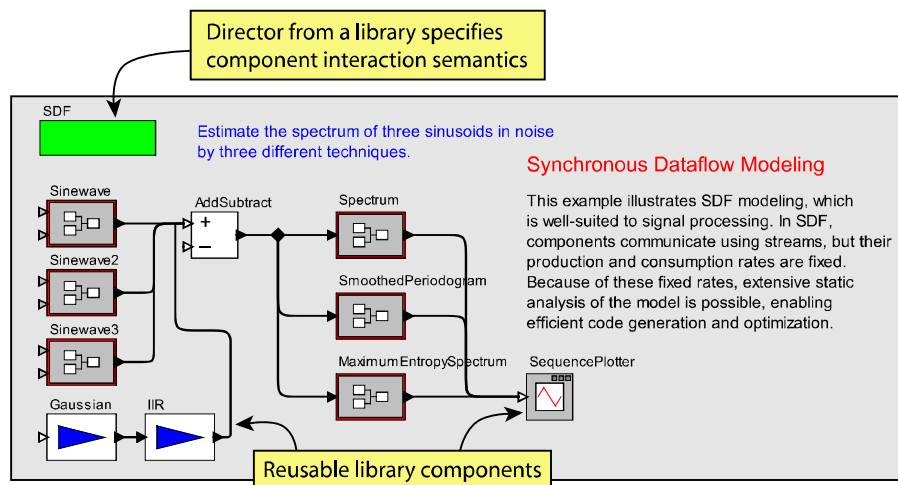 Director from a library specifies
component interaction semantics
SDF
Estimate the spectrum of three sinusoids in noise
by three different techniques.
Synchronous Dataflow Modeling
This example illustrates SDF modeling, which
is well-suited to signal processing. In SDF,
components communicate using streams, but their
production and consumption rates are fixed.
Because of these fixed rates, extensive static
analysis of the model is possible, enabling
efficient code generation and optimization.
Sinewave
AddSubtract
+
−
Spectrum
Sinewave2
SmoothedPeriodogram
Sinewave3
MaximumEntropySpectrum
SequencePlotter
Gaussian
IIR
Reusable library components